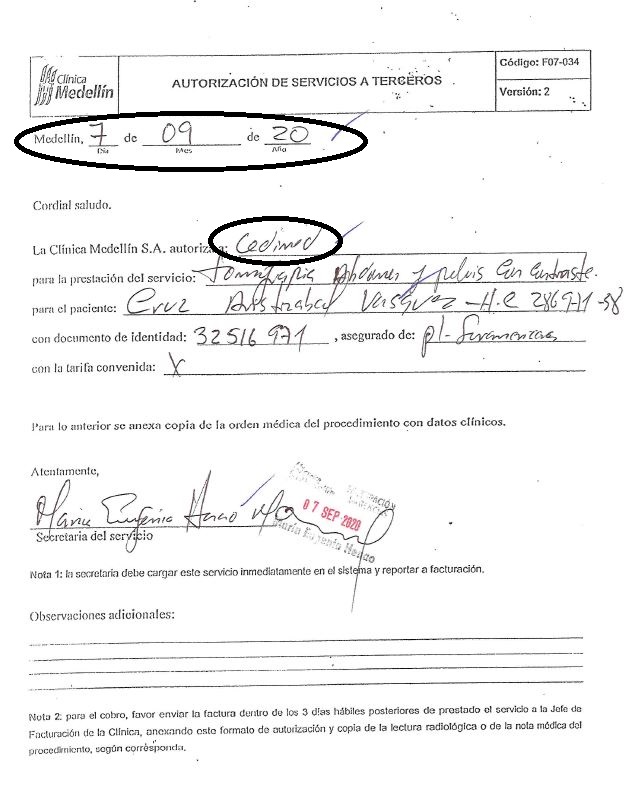 Clínica
Medellín
AUTORIZACIÓN DE SERVICIOS A TERCEROS
Código: F07-034
Versión: 2
Medellín, 7 de 09 de 20
Día Mes Año
Cordial saludo.
La Clínica Medellín S.A. autoriza: Cedimed
para la prestación del servicio: Tomografía Abdomen y pelvis Con Contraste.
para el paciente: Cruz Aristizabal Vasquez - H.C 286971-58
con documento de identidad: 32516971, asegurado de: pl-
con la tarifa convenida: X
Para lo anterior se anexa copia de la orden médica del procedimiento con datos clínicos.
Atentamente,
Maria Eugenia Henao
07 SEP 2020
María Eugenia Henao
Secretaria del servicio
Nota 1: la secretaria debe cargar este servicio inmediatamente en el sistema y reportar a facturación.
Observaciones adicionales:
Nota 2: para el cobro, favor enviar la factura dentro de los 3 días hábiles posteriores de prestado el servicio a la Jefe de
Facturación de la Clínica, anexando este formato de autorización y copia de la lectura radiológica o de la nota médica del
procedimiento, según corresponda.